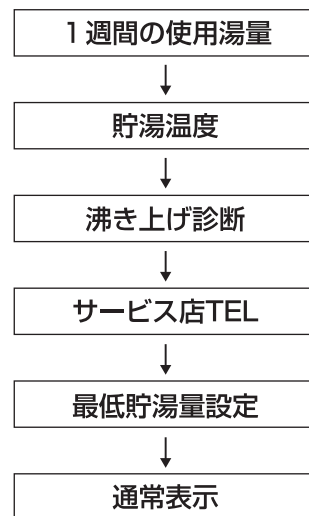 １週間の使用湯量
貯湯温度
沸き上げ診断
サービス店TEL
最低貯湯量設定
通常表示